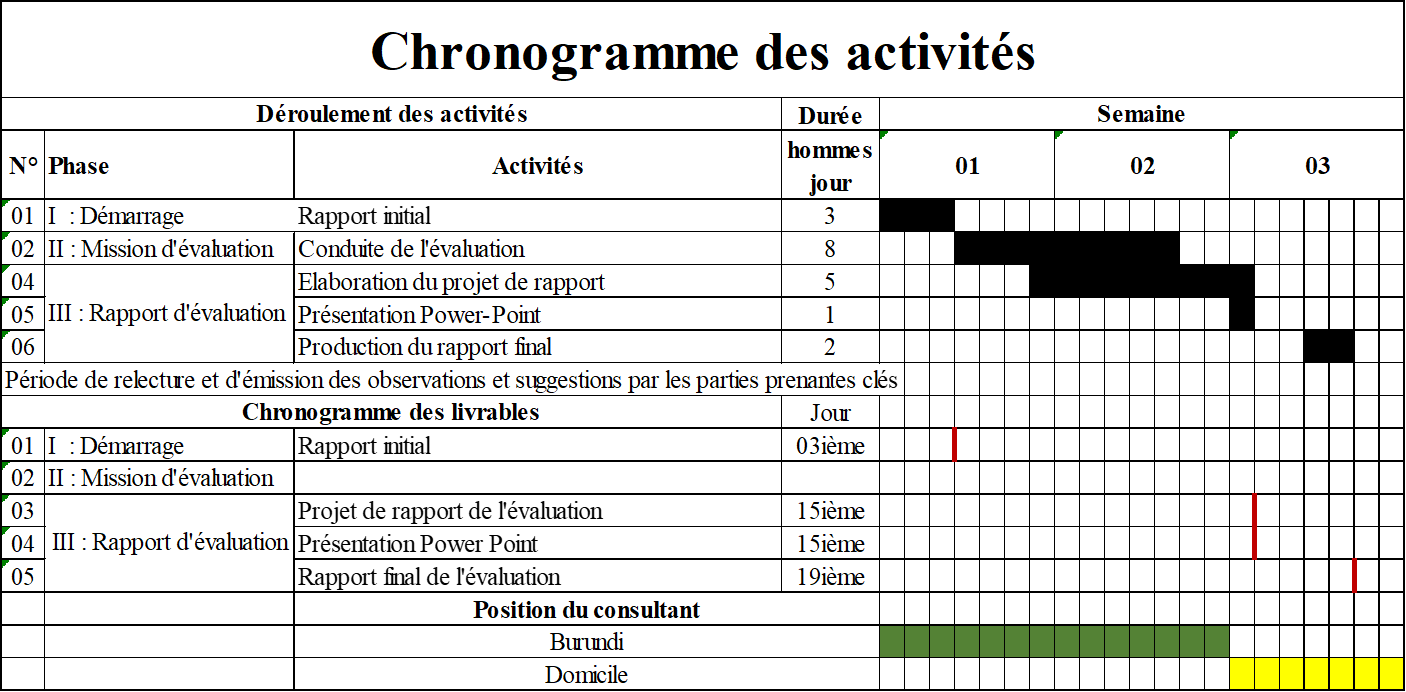 Chronogramme des activités
Déroulement des activités Durée Semaine
N° Phase Activités hommes jour 01 02 03
01 I : Démarrage Rapport initial 3
02 II : Mission d'évaluation Conduite de l'évaluation 8
04 Elaboration du projet de rapport 5
05 III : Rapport d'évaluation Présentation Power-Point 1
06 Production du rapport final 2
Période de relecture et d'émission des observations et suggestions par les parties prenantes clés
Chronogramme des livrables Jour
01 I : Démarrage Rapport initial 03ième
02 II : Mission d'évaluation
03 Projet de rapport de l'évaluation 15ième
04 III : Rapport d'évaluation Présentation Power Point 15ième
05 Rapport final de l'évaluation 19ième
Position du consultant
Burundi
Domicile